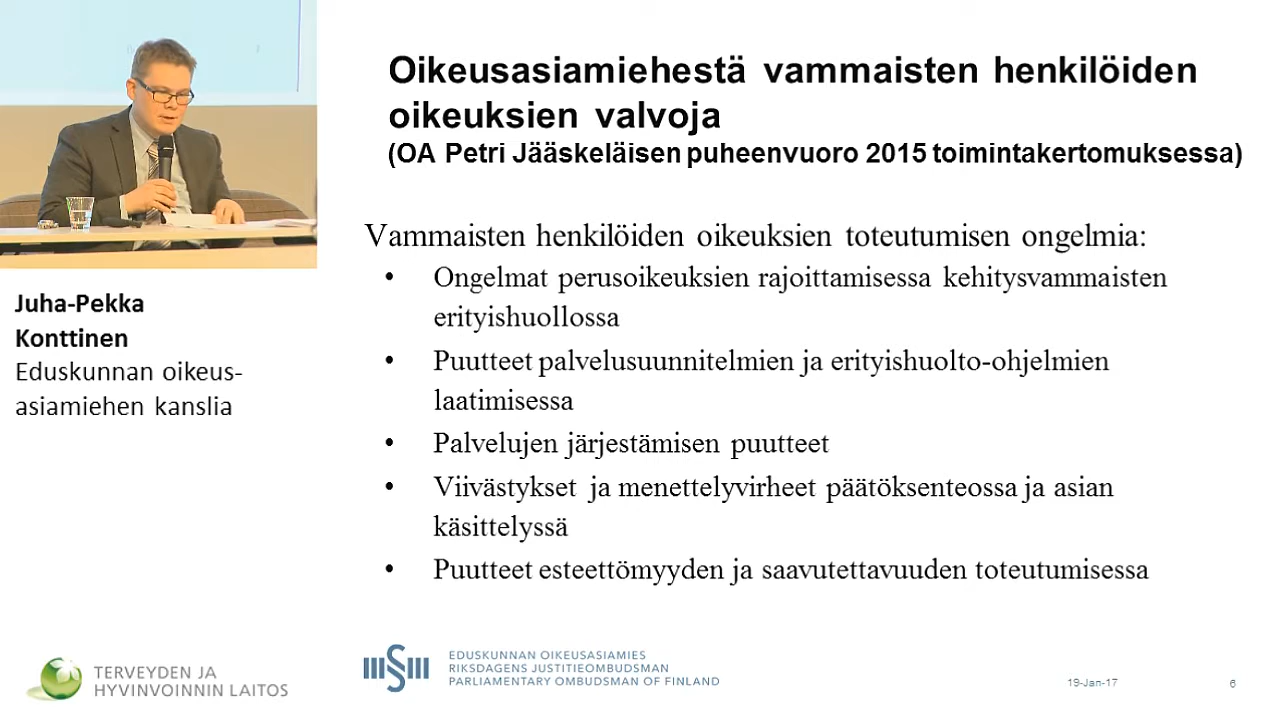 Oikeusasiamiehestä vammaisten henkilöiden
oikeuksien valvoja
(OA Petri Jääskeläisen puheenvuoro 2015 toimintakertomuksessa)
Vammaisten henkilöiden oikeuksien toteutumisen ongelmia:
• Ongelmat perusoikeuksien rajoittamisessa kehitysvammaisten
erityishuollossa
• Puutteet palvelusuunnitelmien ja erityishuolto-ohjelmien
laatimisessa
• Palvelujen järjestämisen puutteet
• Viivästykset ja menettelyvirheet päätöksenteossa ja asian
käsittelyssä
• Puutteet esteettömyyden ja saavutettavuuden toteutumisessa
Juha-Pekka
Konttinen
Eduskunnan oikeus-
asiamiehen kanslia
TERVEYDEN JA
HYVINVOINNIN LAITOS
EDUSKUNNAN OIKEUSASIAMIES
RIKSDAGENS JUSTITIEOMBUDSMAN
PARLIAMENTARY OMBUDSMAN OF FINLAND
19-Jan-17
6